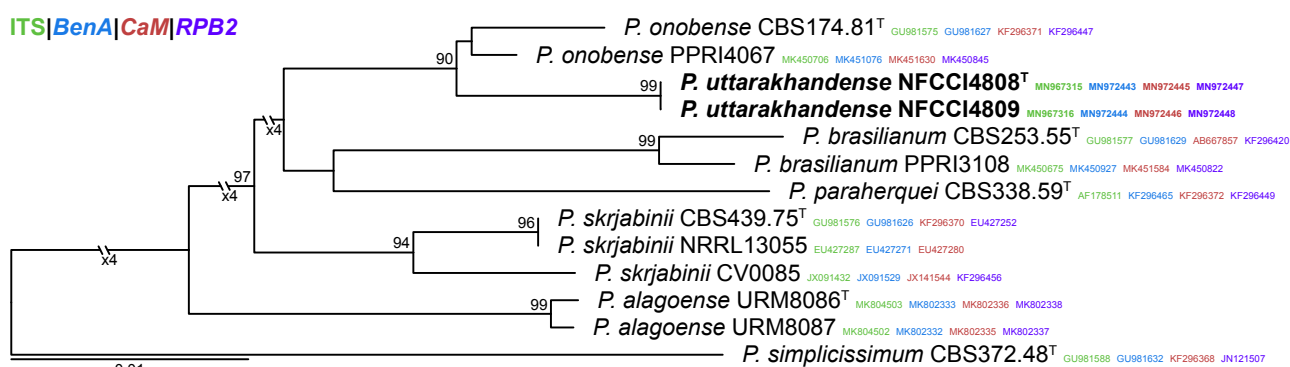 ITS|BenA|CaM|RPB2
P. onobense CBS174.81T GU981575 GU981627 KF296371 KF296447
90 P. onobense PPRI4067 MK450706 MK451076 MK451630 MK450845
99 P. uttarakhandense NFCCI4808T MN967315 MN972443 MN972445 MN972447
P. uttarakhandense NFCCI4809 MN967316 MN972444 MN972446 MN972448
x4
99 P. brasilianum CBS253.55T GU981577 GU981629 AB667857 KF296420
P. brasilianum PPRI3108 MK450675 MK450927 MK451584 MK450822
97
x4
P. paraherquei CBS338.59T AF178511 KF296465 KF296372 KF296449
96 P. skrjabinii CBS439.75T GU981576 GU981626 KF296370 EU427252
94 P. skrjabinii NRRL13055 EU427287 EU427271 EU427280
x4
P. skrjabinii CV0085 JX091432 JX091529 JX141544 KF296456
99 P. alagoense URM8086T MK804503 MK802333 MK802336 MK802338
P. alagoense URM8087 MK804502 MK802332 MK802335 MK802337
P. simplicissimum CBS372.48T GU981588 GU981632 KF296368 JN121507